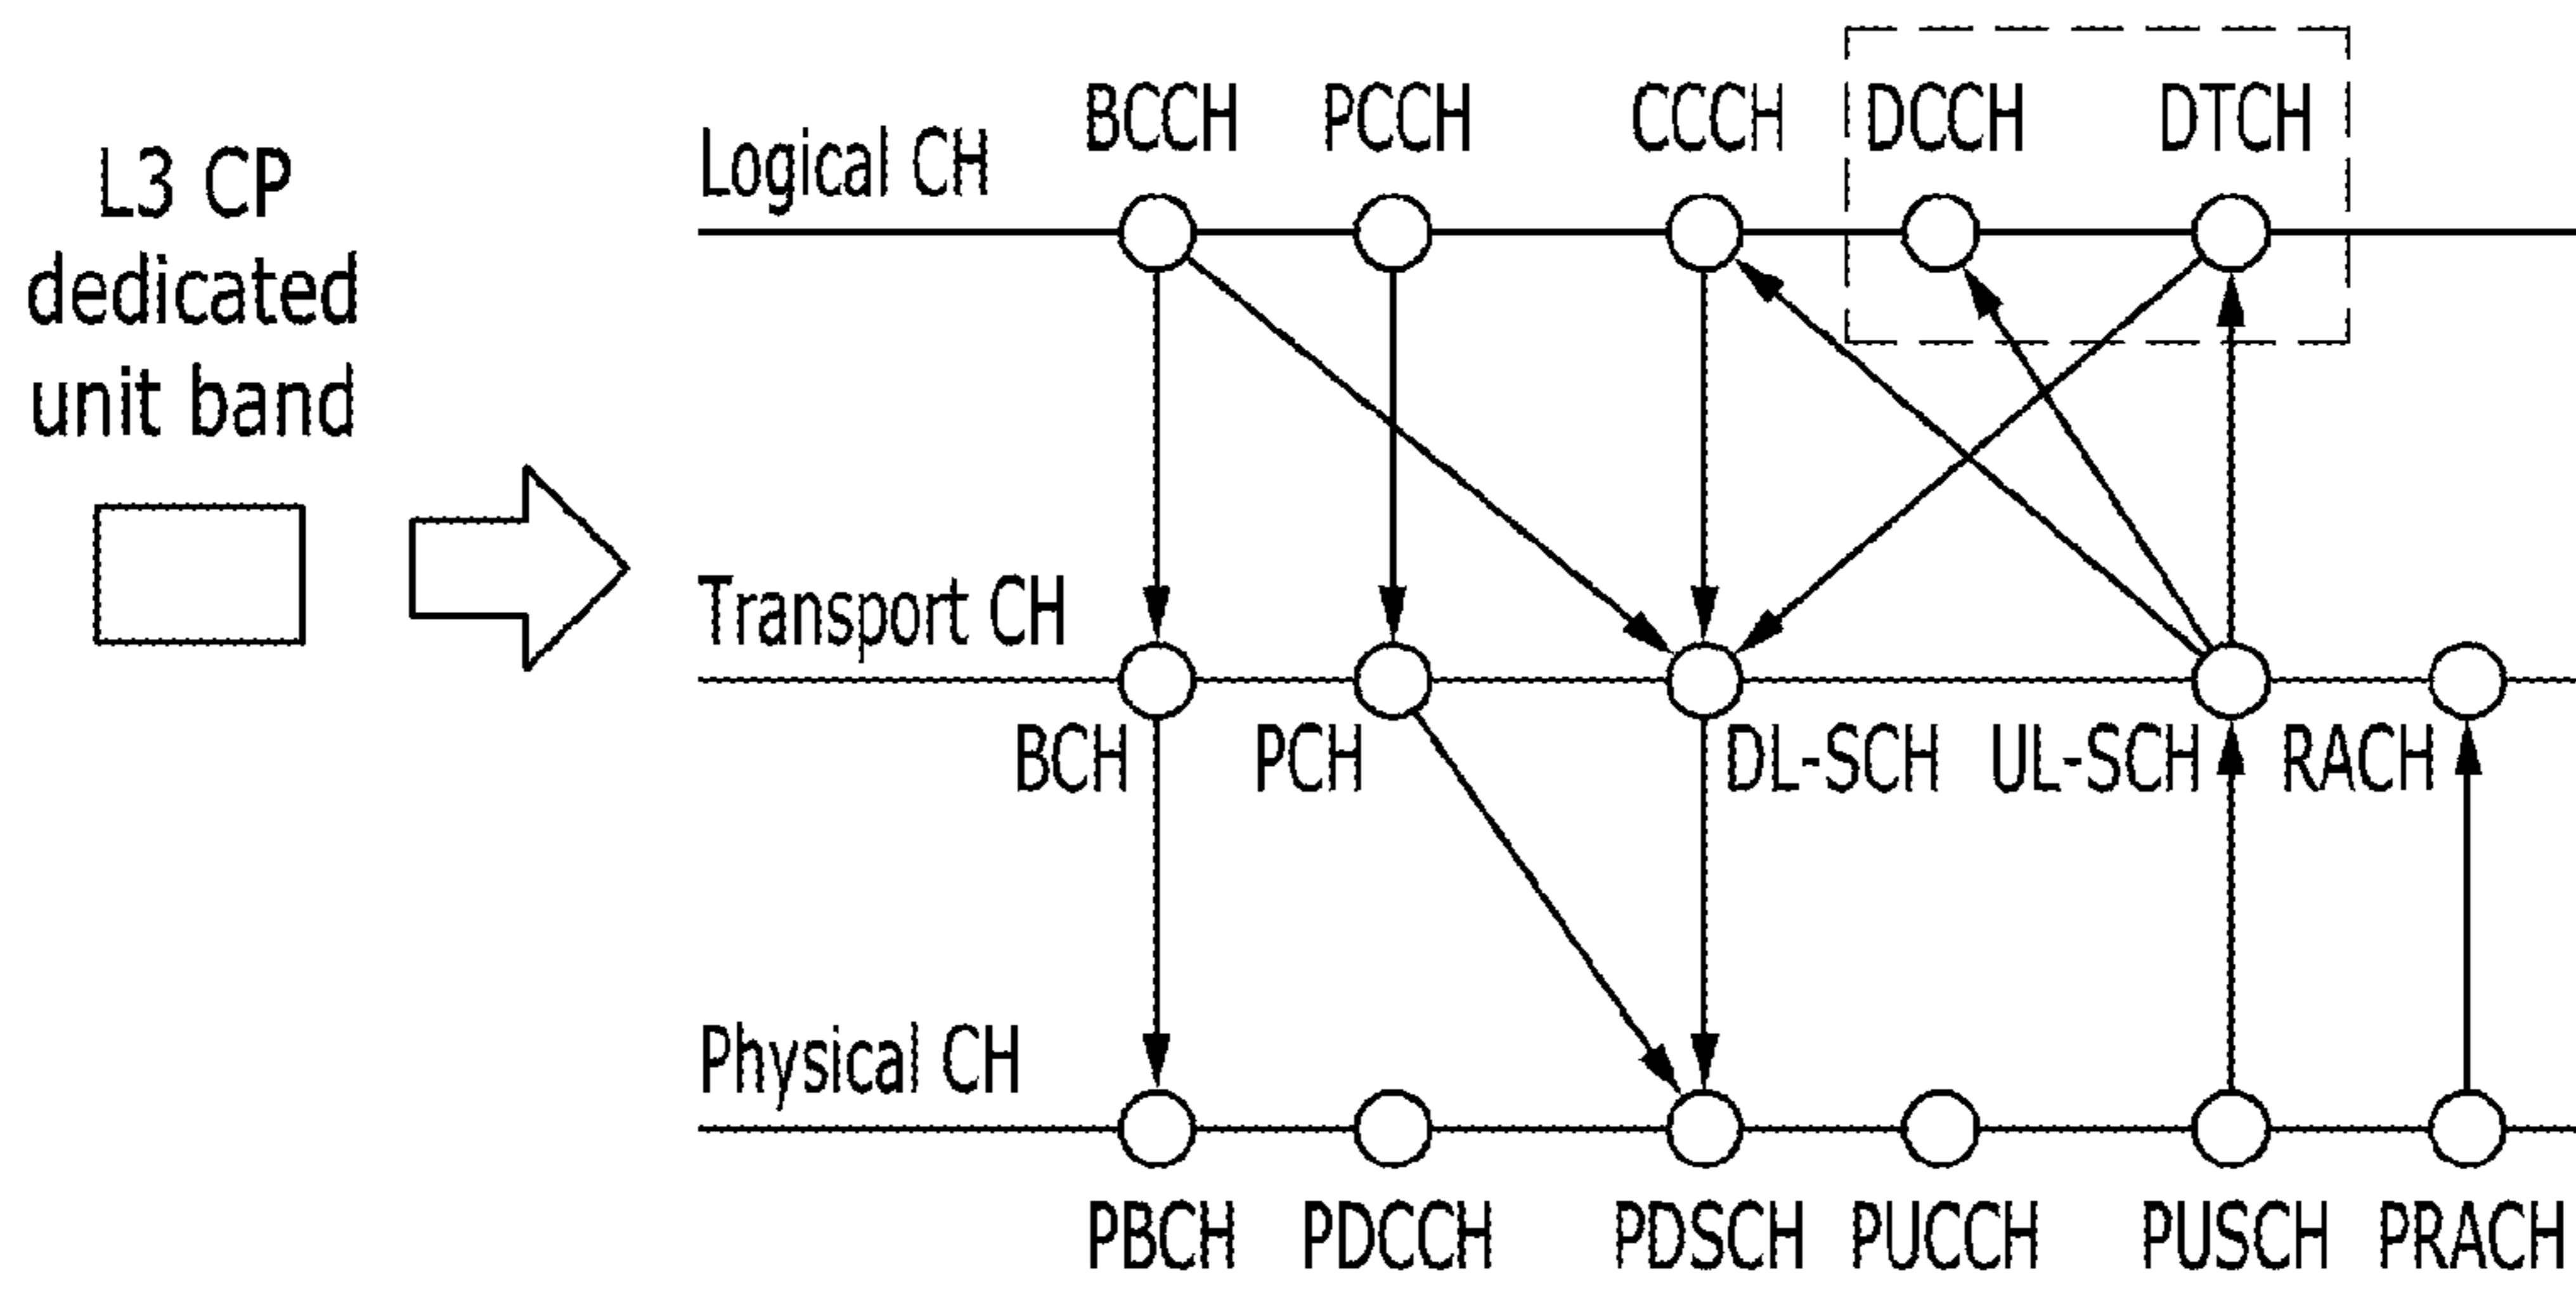 L3 CP
dedicated
unit band
Logical CH
BCCH PCCH CCCH DCCH DTCH
Transport CH
BCH PCH DL-SCH UL-SCH RACH
Physical CH
PBCH PDCCH PDSCH PUCCH PUSCH PRACH